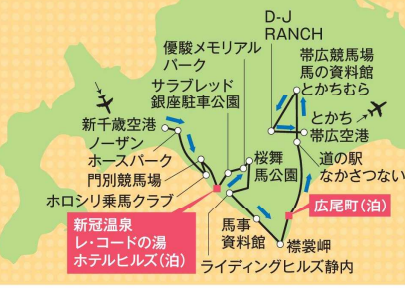 D-J
RANCH
優駿メモリアル
パーク
サラブレッド
銀座駐車公園
帯広競馬場
馬の資料館
とかちむら
新千歳空港
ノーザン
ホースパーク
門別競馬場
ホロシリ乗馬クラブ
桜舞
馬公園
とかち
帯広空港
道の駅
なかさつない
広尾町(泊)
新冠温泉
レ・コードの湯
ホテルヒルズ(泊)
馬事
資料館
襟裳岬
ライディングヒルズ静内